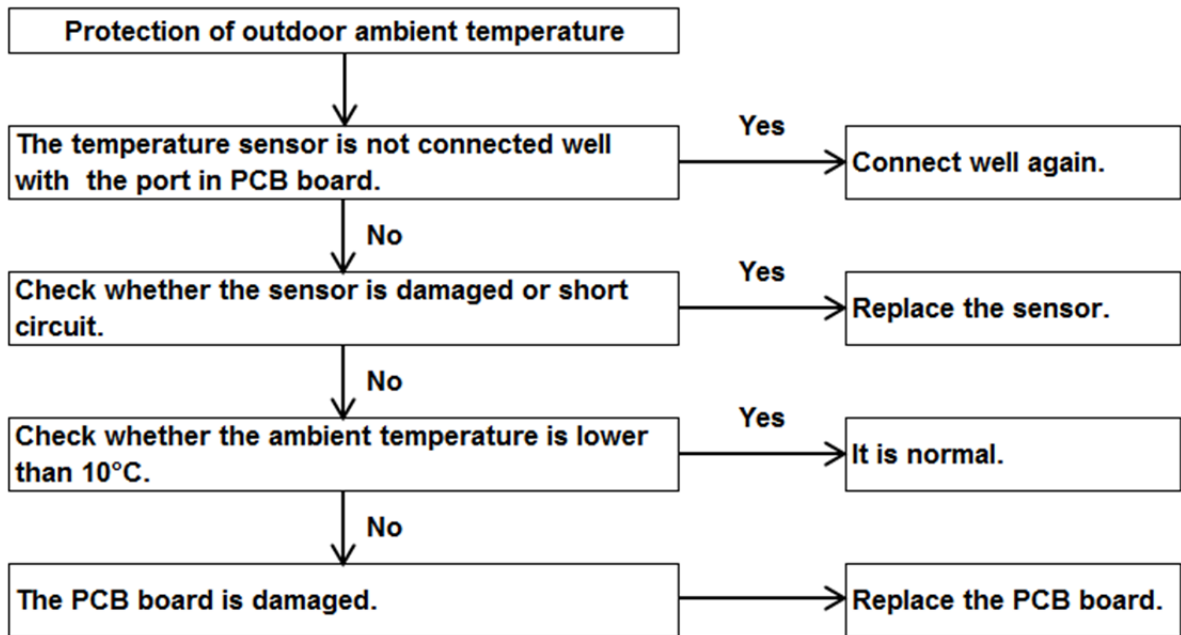 Protection of outdoor ambient temperature
The temperature sensor is not connected well
with the port in PCB board.
Yes
Connect well again.
No
Check whether the sensor is damaged or short
circuit.
Yes
Replace the sensor.
No
Check whether the ambient temperature is lower
than 10°C.
Yes
It is normal.
No
The PCB board is damaged.
Replace the PCB board.